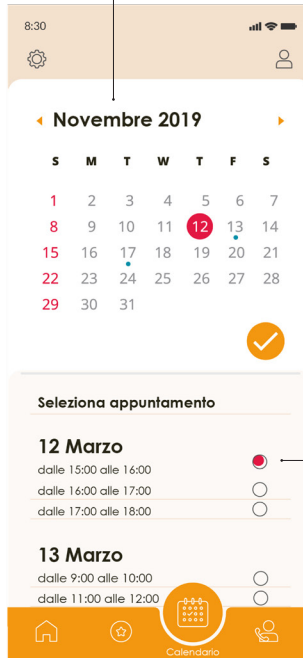 8:30
Novembre 2019
S M T W T F S
1 2 3 4 5 6 7
8 9 10 11 12 13 14
15 16 17 18 19 20 21
22 23 24 25 26 27 28
29 30 31
Seleziona appuntamento
12 Marzo
dalle 15:00 alle 16:00
dalle 16:00 alle 17:00
dalle 17:00 alle 18:00
13 Marzo
dalle 9:00 alle 10:00
dalle 11:00 alle 12:00
Calendario